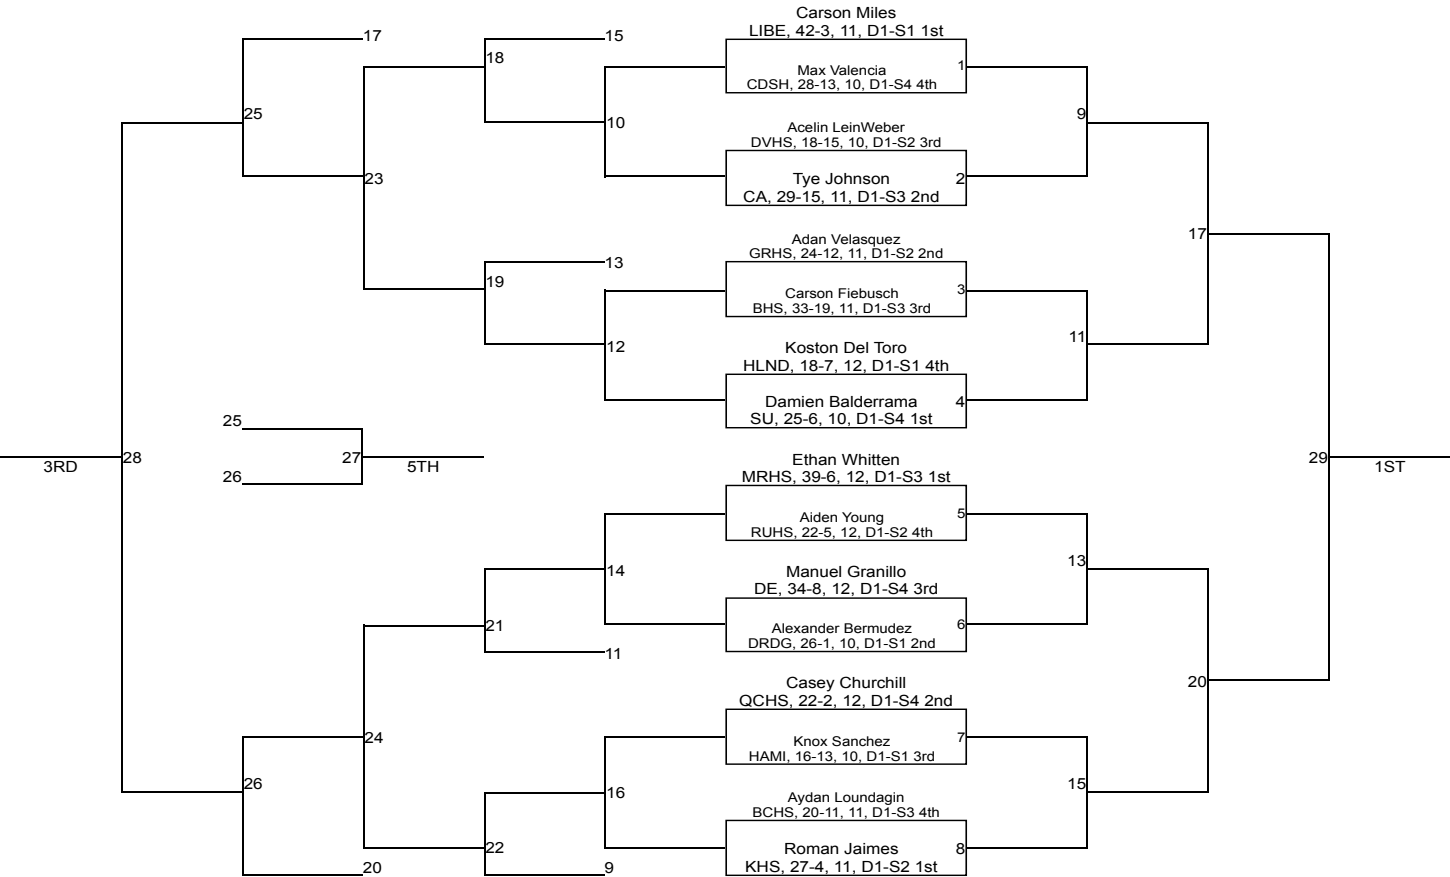 Carson Miles
LIBE, 42-3, 11, D1-S1 1st
17
15
18
Max Valencia
1
CDSH, 28-13, 10, D1-S4 4th
25
10
9
Acelin LeinWeber
DVHS, 18-15, 10, D1-S2 3rd
23
Tye Johnson
2
CA, 29-15, 11, D1-S3 2nd
17
Adan Velasquez
GRHS, 24-12, 11, D1-S2 2nd
13
19
Carson Fiebusch
3
BHS, 33-19, 11, D1-S3 3rd
12
11
Koston Del Toro
HLND, 18-7, 12, D1-S1 4th
Damien Balderrama
4
SU, 25-6, 10, D1-S4 1st
25
3RD
28
27
5TH
26
29
1ST
Ethan Whitten
MRHS, 39-6, 12, D1-S3 1st
Aiden Young
5
RUHS, 22-5, 12, D1-S2 4th
14
13
Manuel Granillo
DE, 34-8, 12, D1-S4 3rd
21
Alexander Bermudez
6
DRDG, 26-1, 10, D1-S1 2nd
11
20
Casey Churchill
QCHS, 22-2, 12, D1-S4 2nd
24
Knox Sanchez
7
HAMI, 16-13, 10, D1-S1 3rd
26
16
15
Aydan Loundagin
BCHS, 20-11, 11, D1-S3 4th
22
Roman Jaimes
8
KHS, 27-4, 11, D1-S2 1st
20
9